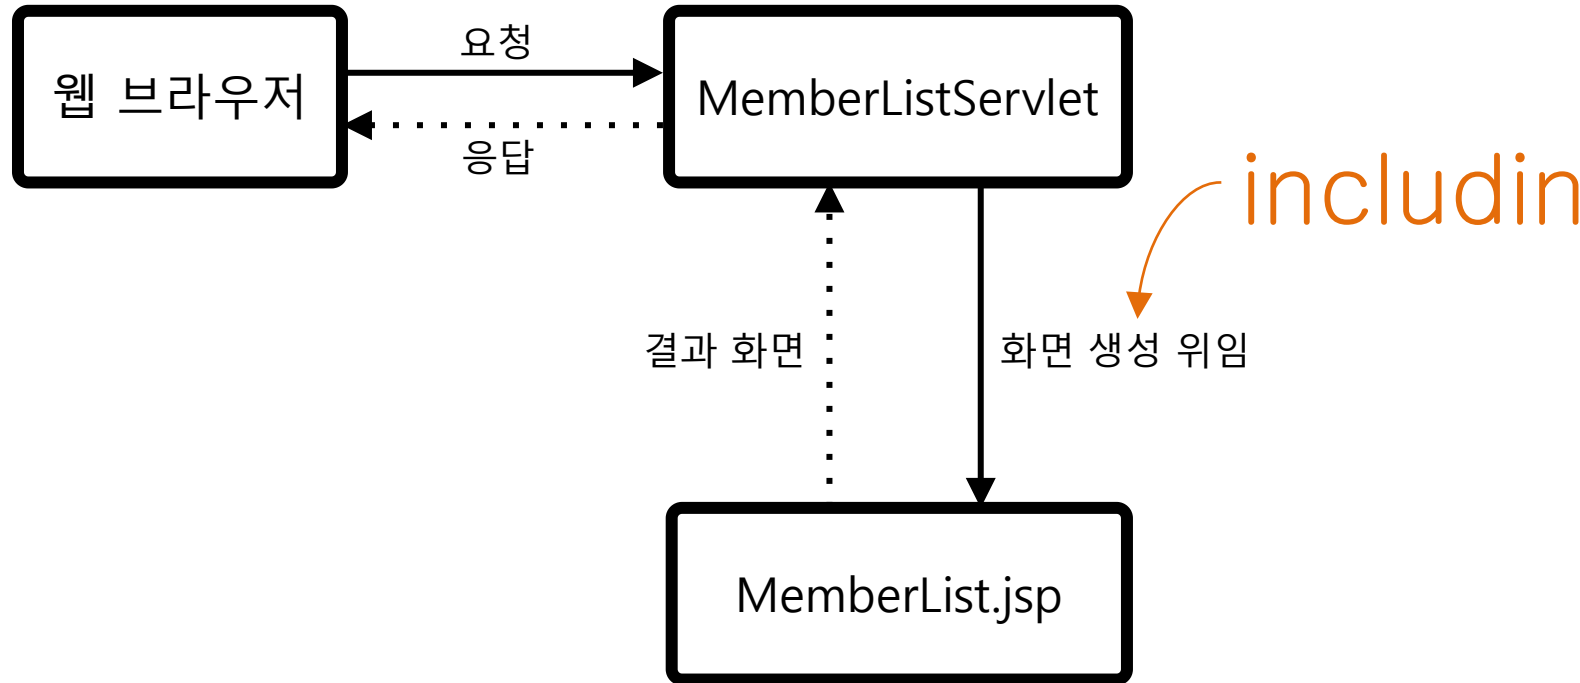 요청
웹 브라우저
MemberListServlet
응답
includin
결과 화면
화면 생성 위임
MemberList.jsp